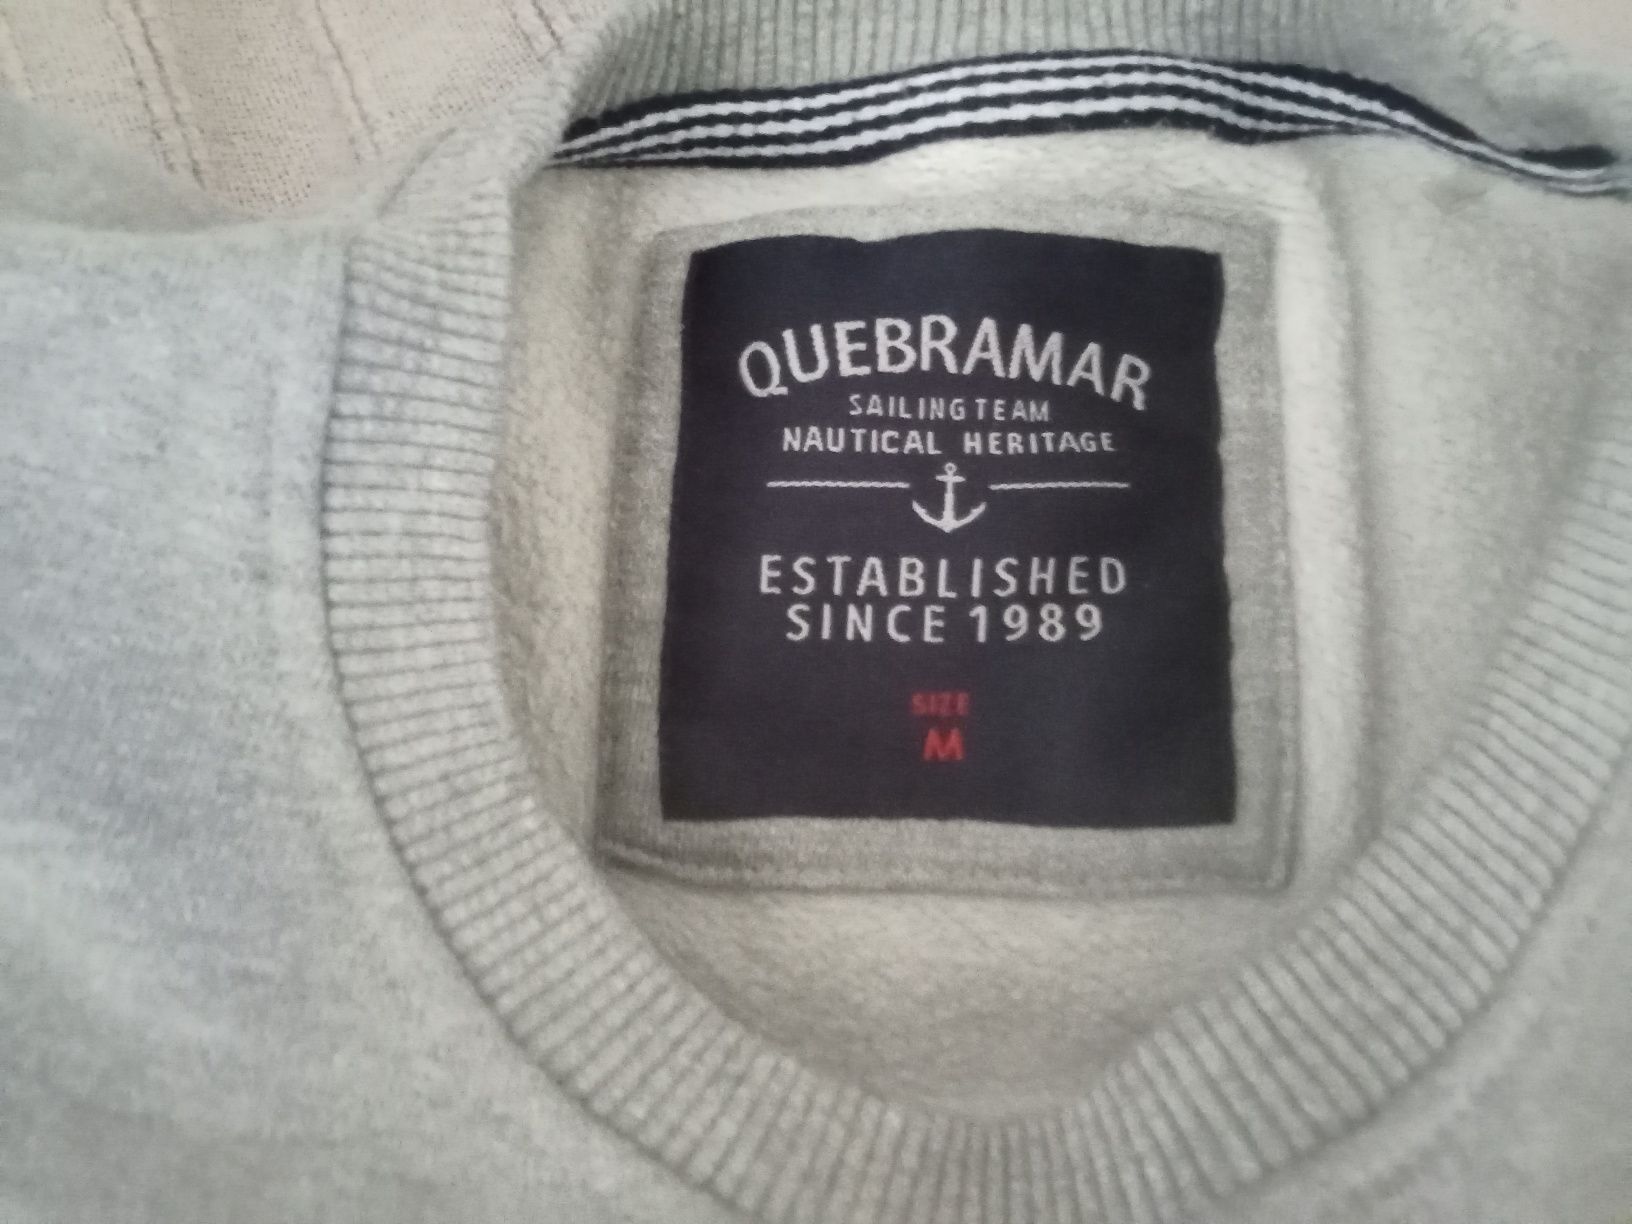 QUEBRAMAR
SAILING TEAM
NAUTICAL HERITAGE
ESTABLISHED
SINCE 1989
SIZE
M